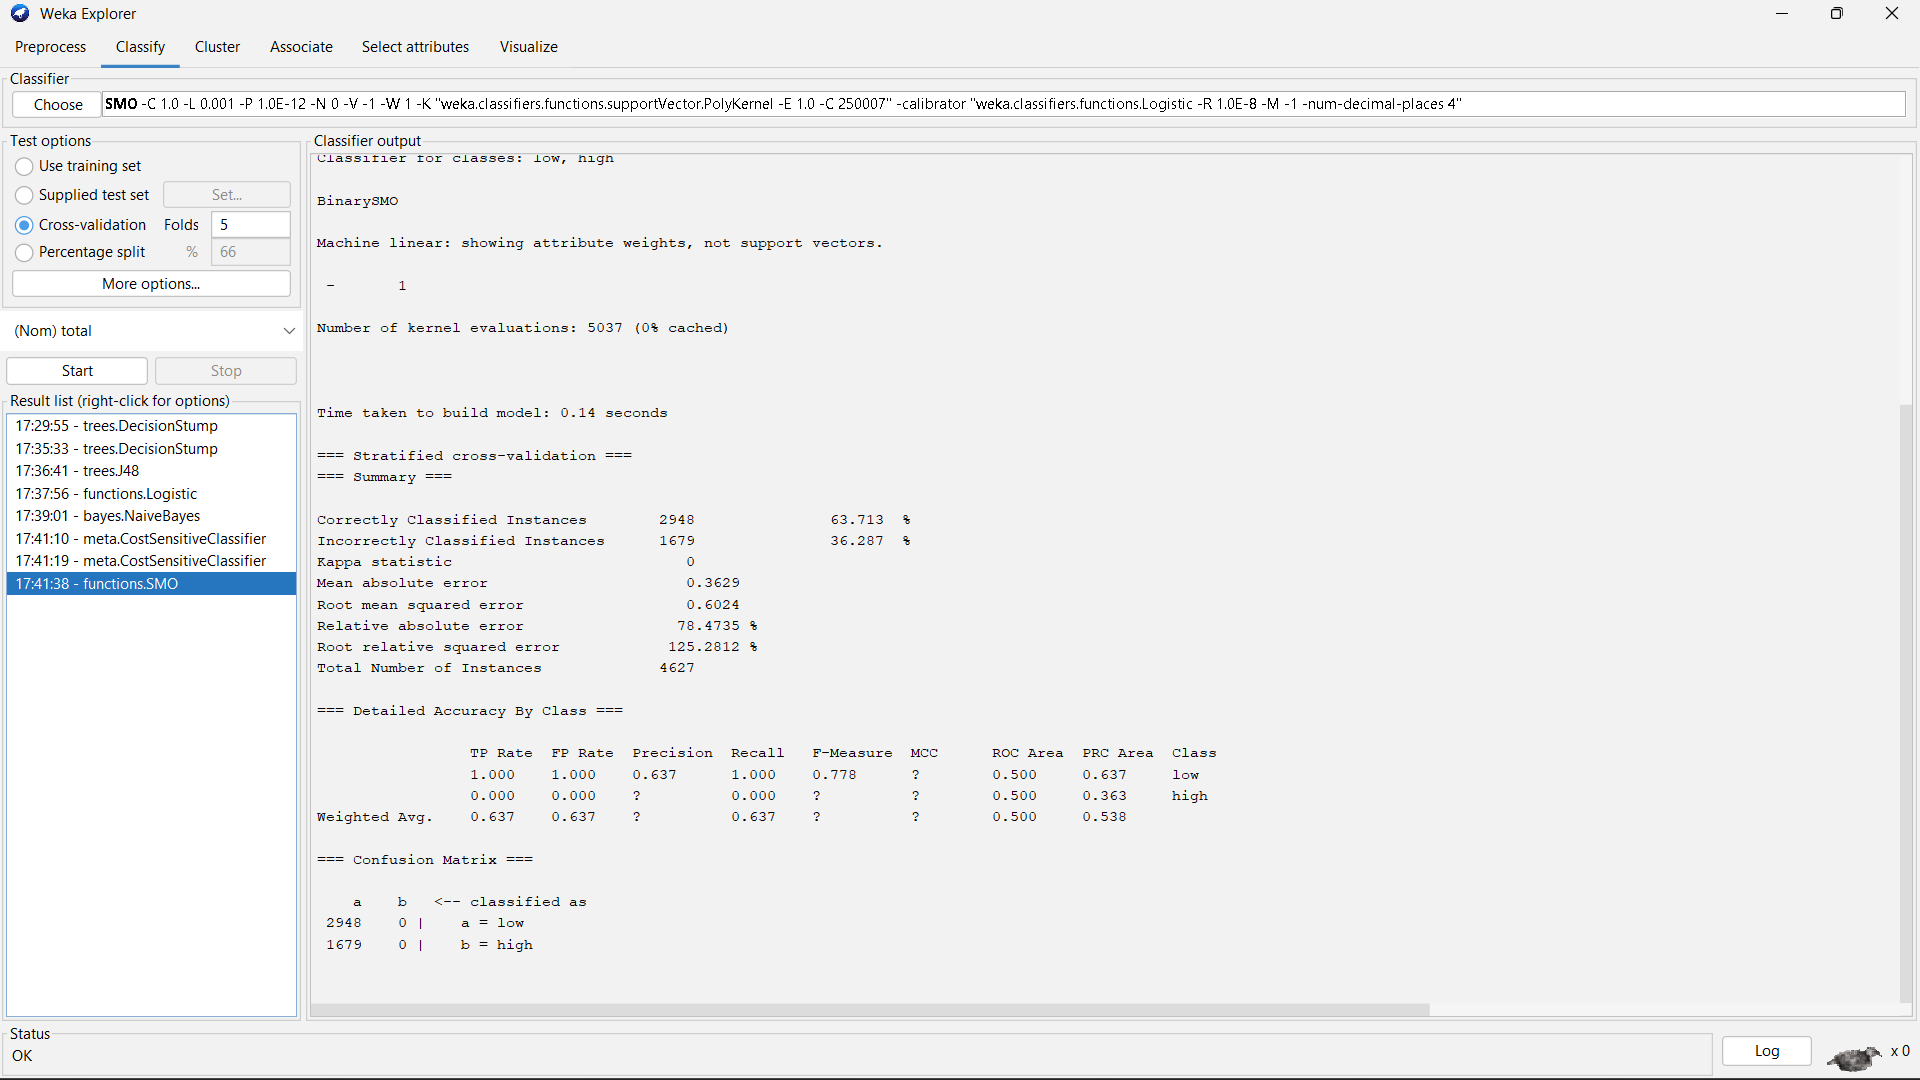 Weka Explorer
Preprocess Classify Cluster Associate Select attributes Visualize
Classifier
Choose SMO -C 1.0 -L 0.001 -P 1.0E-12 -N 0 -V -1 -W 1 -K "weka.classifiers.functions.supportVector.PolyKernel -E 1.0 -C 250007" -calibrator "weka.classifiers.functions.Logistic -R 1.0E-8 -M -1 -num-decimal-places 4"
Test options
Use training set
Supplied test set Set...
Cross-validation Folds 5
Percentage split % 66
More options...
(Nom) total
Start Stop
Result list (right-click for options)
17:29:55 - trees.DecisionStump
17:35:33 - trees.DecisionStump
17:36:41 - trees.J48
17:37:56 - functions.Logistic
17:39:01 - bayes.NaiveBayes
17:41:10 - meta.CostSensitiveClassifier
17:41:19 - meta.CostSensitiveClassifier
17:41:38 - functions.SMO
Classifier output
Classifier for classes: low, high
BinarySMO
Machine linear: showing attribute weights, not support vectors.
- 1
Number of kernel evaluations: 5037 (0% cached)
Time taken to build model: 0.14 seconds
=== Stratified cross-validation ===
=== Summary ===
Correctly Classified Instances 2948 63.713 %
Incorrectly Classified Instances 1679 36.287 %
Kappa statistic 0
Mean absolute error 0.3629
Root mean squared error 0.6024
Relative absolute error 78.4735 %
Root relative squared error 125.2812 %
Total Number of Instances 4627
=== Detailed Accuracy By Class ===
TP Rate FP Rate Precision Recall F-Measure MCC ROC Area PRC Area Class
1.000 1.000 0.637 1.000 0.778 ? 0.500 0.637 low
0.000 0.000 ? 0.000 ? ? 0.500 0.363 high
Weighted Avg. 0.637 0.637 ? 0.637 ? ? 0.500 0.538
=== Confusion Matrix ===
a b <-- classified as
2948 0 | a = low
1679 0 | b = high
Status
OK
Log x 0